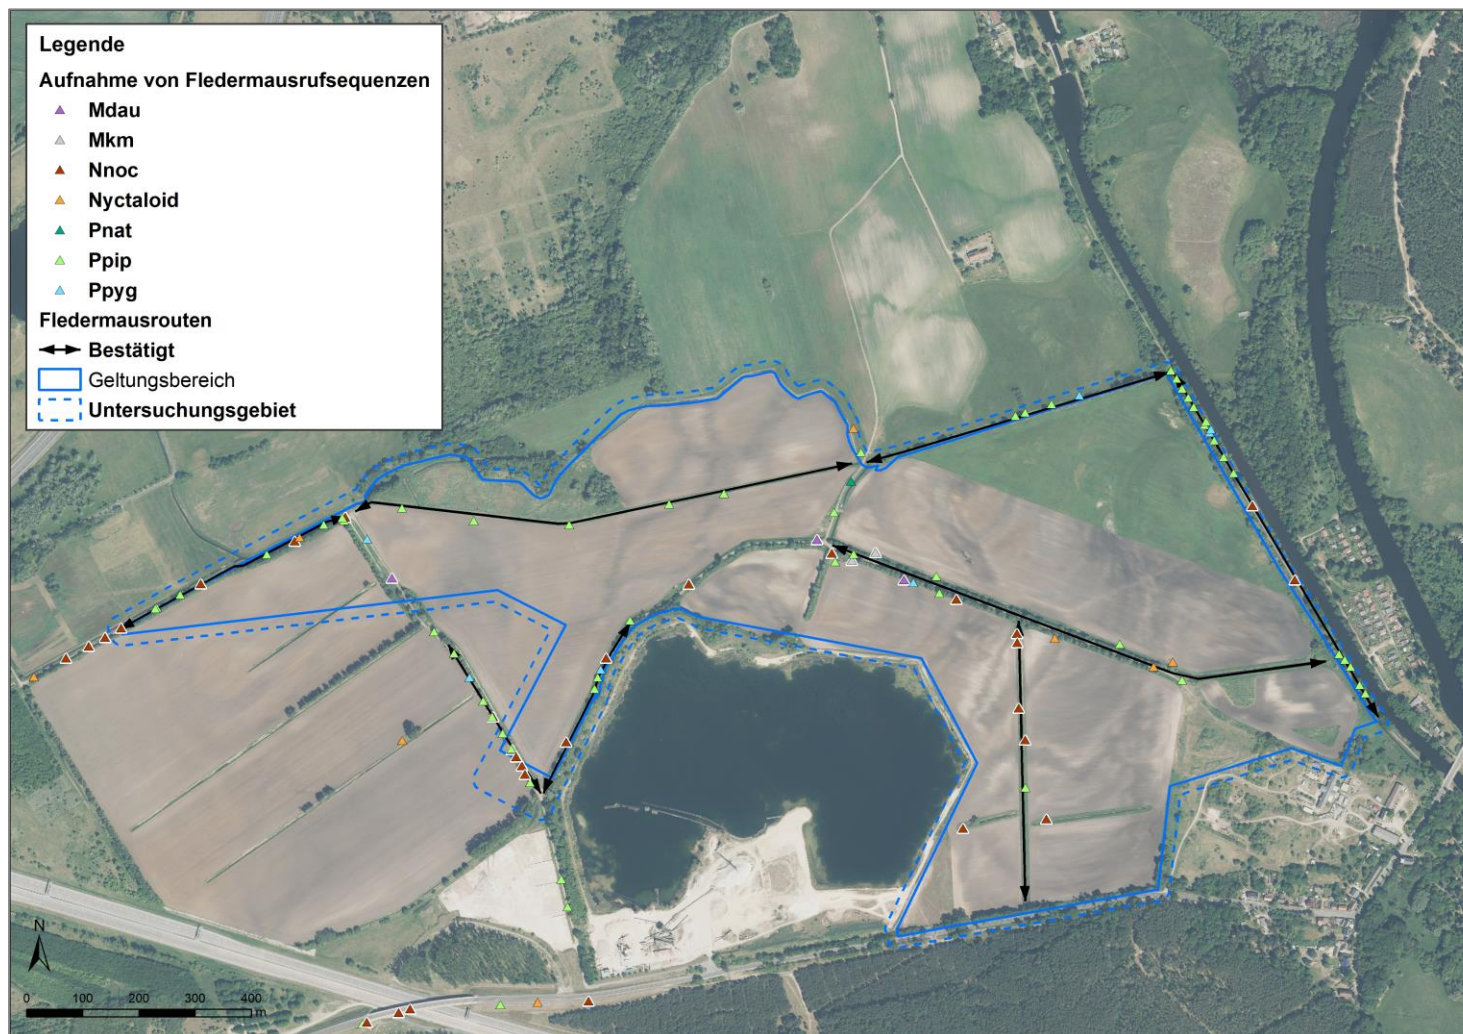 Legende
Aufnahme von Fledermausrufsequenzen
Mdau
Mkm
Nnoc
Nyctaloid
Pnat
Ppip
Ppyg
Fledermausrouten
Bestätigt
Geltungsbereich
Untersuchungsgebiet
N
0 100 200 300 400
m